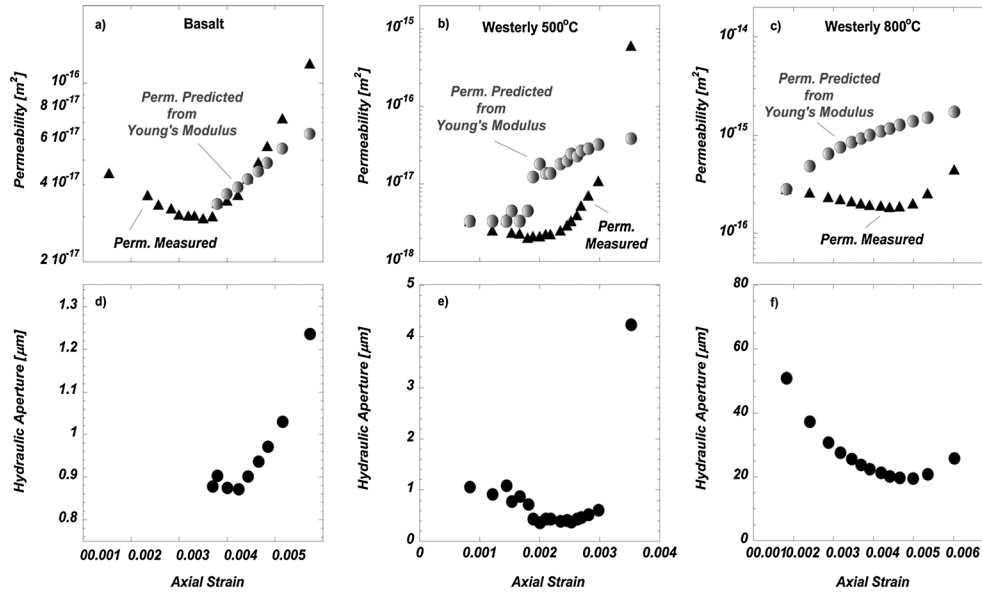 a) Basalt
10⁻¹⁶
8 10⁻¹⁷
6 10⁻¹⁷
4 10⁻¹⁷
2 10⁻¹⁷
Permeability [m²]
Perm. Predicted
from
Young's Modulus
Perm. Measured
b) Westerly 500°C
10⁻¹⁵
10⁻¹⁶
10⁻¹⁷
10⁻¹⁸
Permeability [m²]
Perm. Predicted
from
Young's Modulus
Perm.
Measured
c) Westerly 800°C
10⁻¹⁴
10⁻¹⁵
10⁻¹⁶
Permeability [m²]
Perm. Predicted
from
Young's Modulus
Perm. Measured
d)
1.3
1.2
1.1
1
0.9
0.8
Hydraulic Aperture [μm]
00.001 0.002 0.003 0.004 0.005
Axial Strain
e)
5
4
3
2
1
0
Hydraulic Aperture [μm]
0 0.001 0.002 0.003 0.004
Axial Strain
f)
80
60
40
20
0
Hydraulic Aperture [μm]
00.0010.002 0.003 0.004 0.005 0.006
Axial Strain